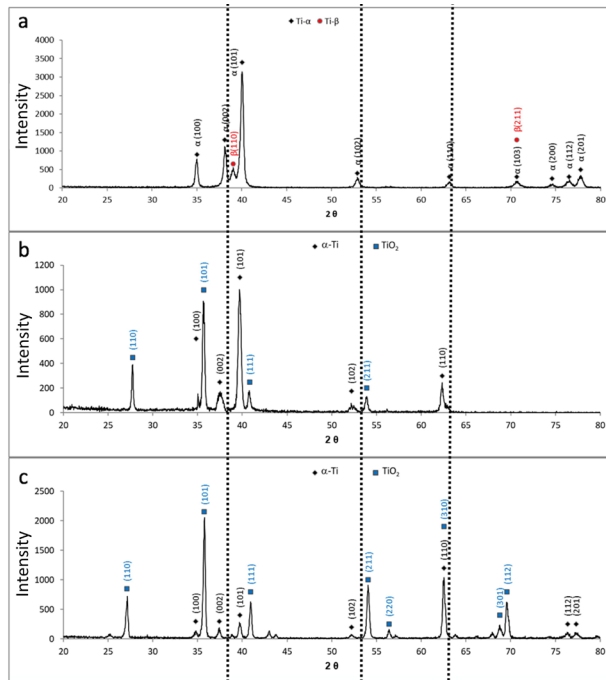 a
◆ Ti-α ● Ti-β
Intensity
4000
3500
3000
2500
2000
1500
1000
500
0
α (100)
α (002)
β(110)
α (101)
α (102)
α (110)
β(211)
α (103)
α (200)
α (112)
α (201)
20 25 30 35 40 45 50 55 60 65 70 75 80
2 θ
b
◆ α-Ti ■ TiO₂
Intensity
1200
1000
800
600
400
200
0
(110)
(100)
(101)
(002)
(101)
(111)
(102)
(211)
(110)
20 25 30 35 40 45 50 55 60 65 70 75 80
2 θ
c
◆ α-Ti ■ TiO₂
Intensity
2500
2000
1500
1000
500
0
(110)
(100)
(101)
(002)
(101)
(111)
(102)
(211)
(220)
(310)
(110)
(301)
(112)
(112)
(201)
20 25 30 35 40 45 50 55 60 65 70 75 80
2 θ